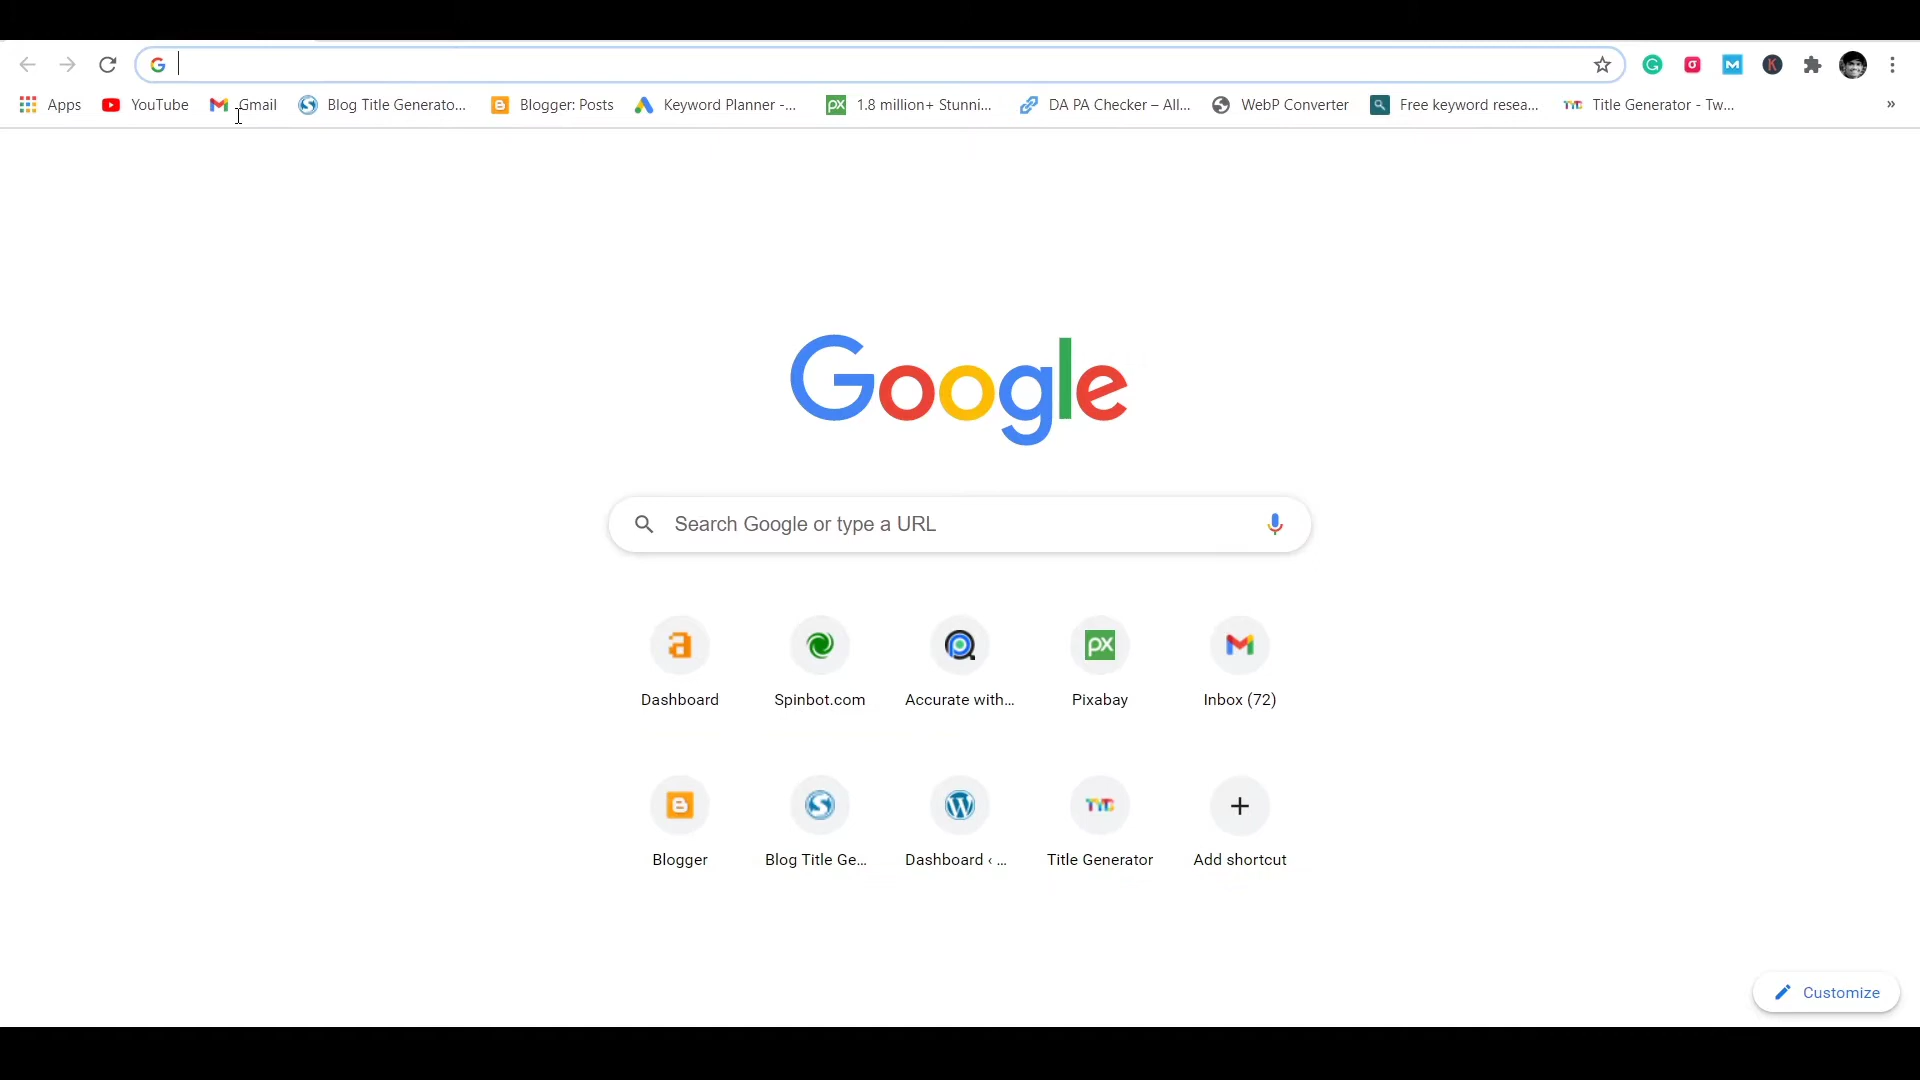 Apps YouTube Gmail Blog Title Generato... Blogger: Posts Keyword Planner -... px 1.8 million+ Stunni... DA PA Checker – All... WebP Converter Free keyword resea... TYC Title Generator - Tw... »
Google
Search Google or type a URL
Dashboard Spinbot.com Accurate with... Pixabay Inbox (72)
Blogger Blog Title Ge... Dashboard ‹ ... Title Generator Add shortcut
Customize